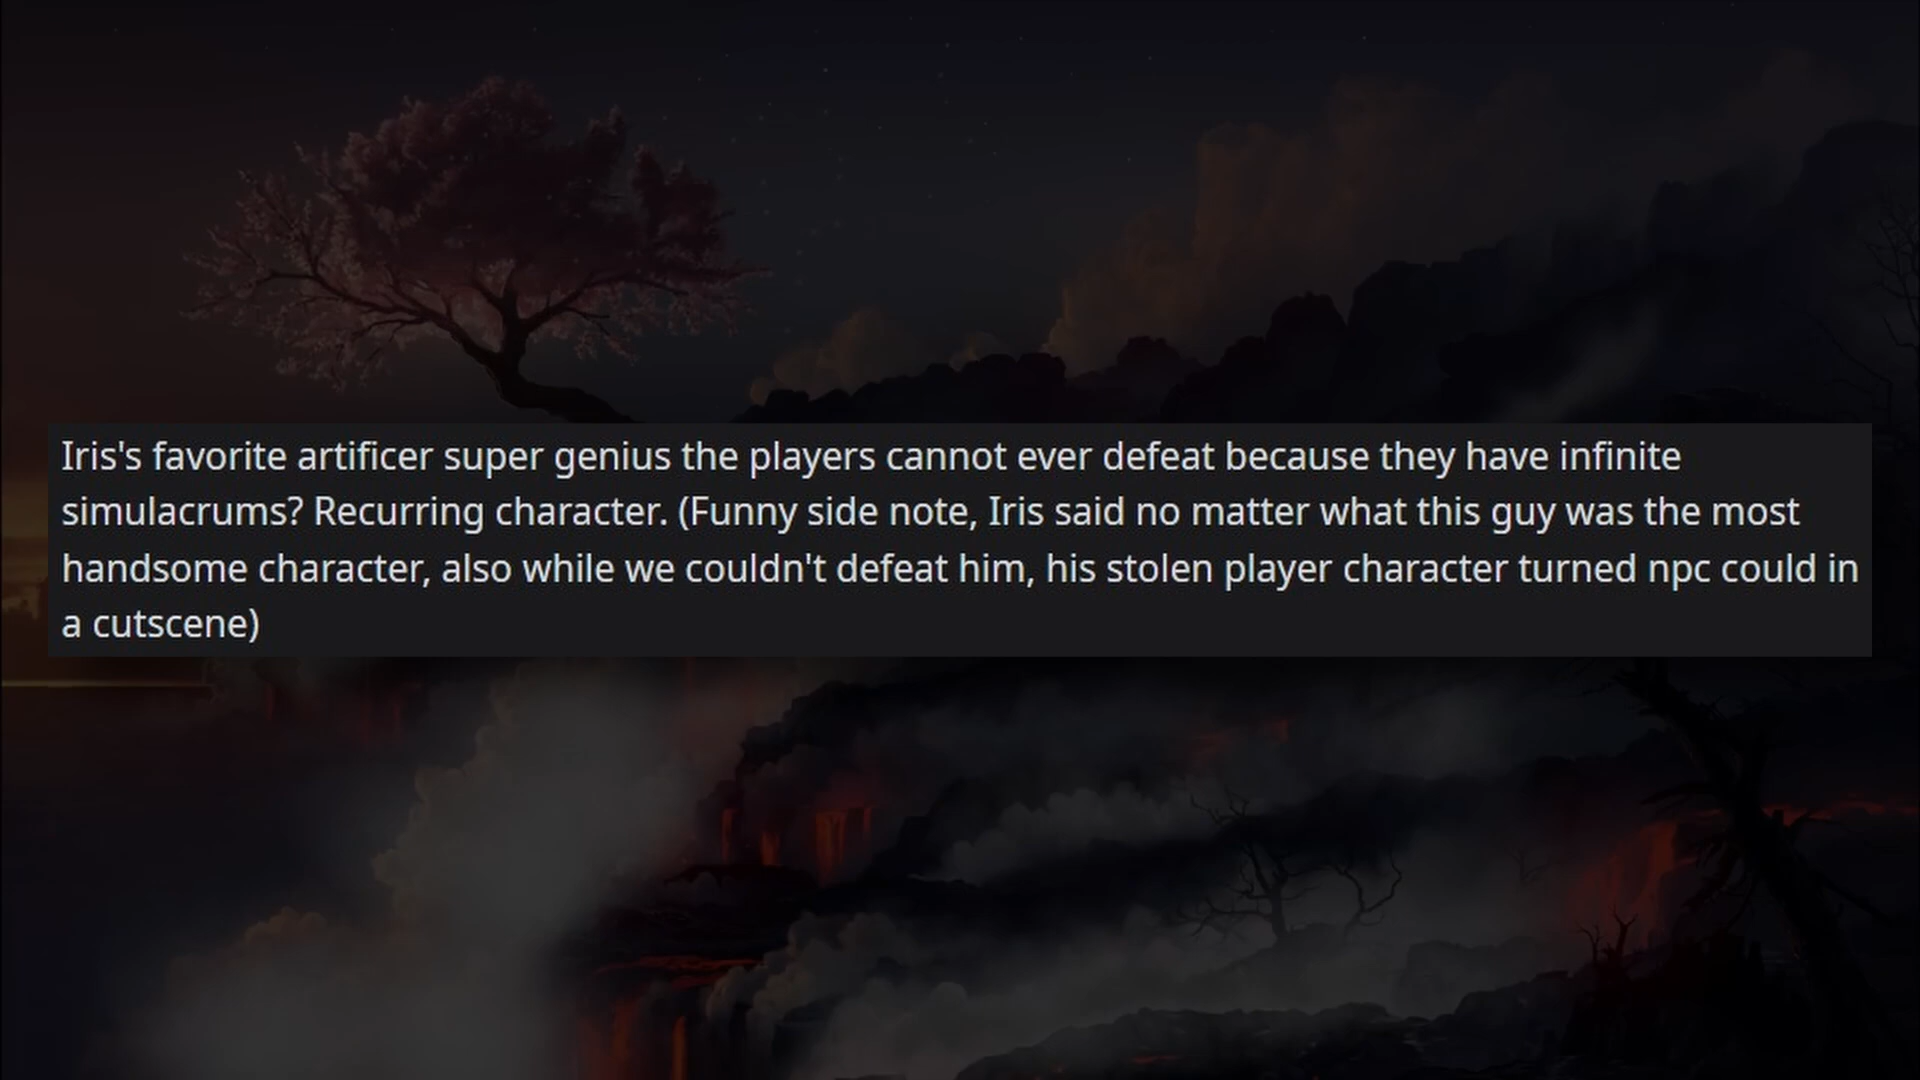 Iris's favorite artificer super genius the players cannot ever defeat because they have infinite
simulacrums? Recurring character. (Funny side note, Iris said no matter what this guy was the most
handsome character, also while we couldn't defeat him, his stolen player character turned npc could in
a cutscene)